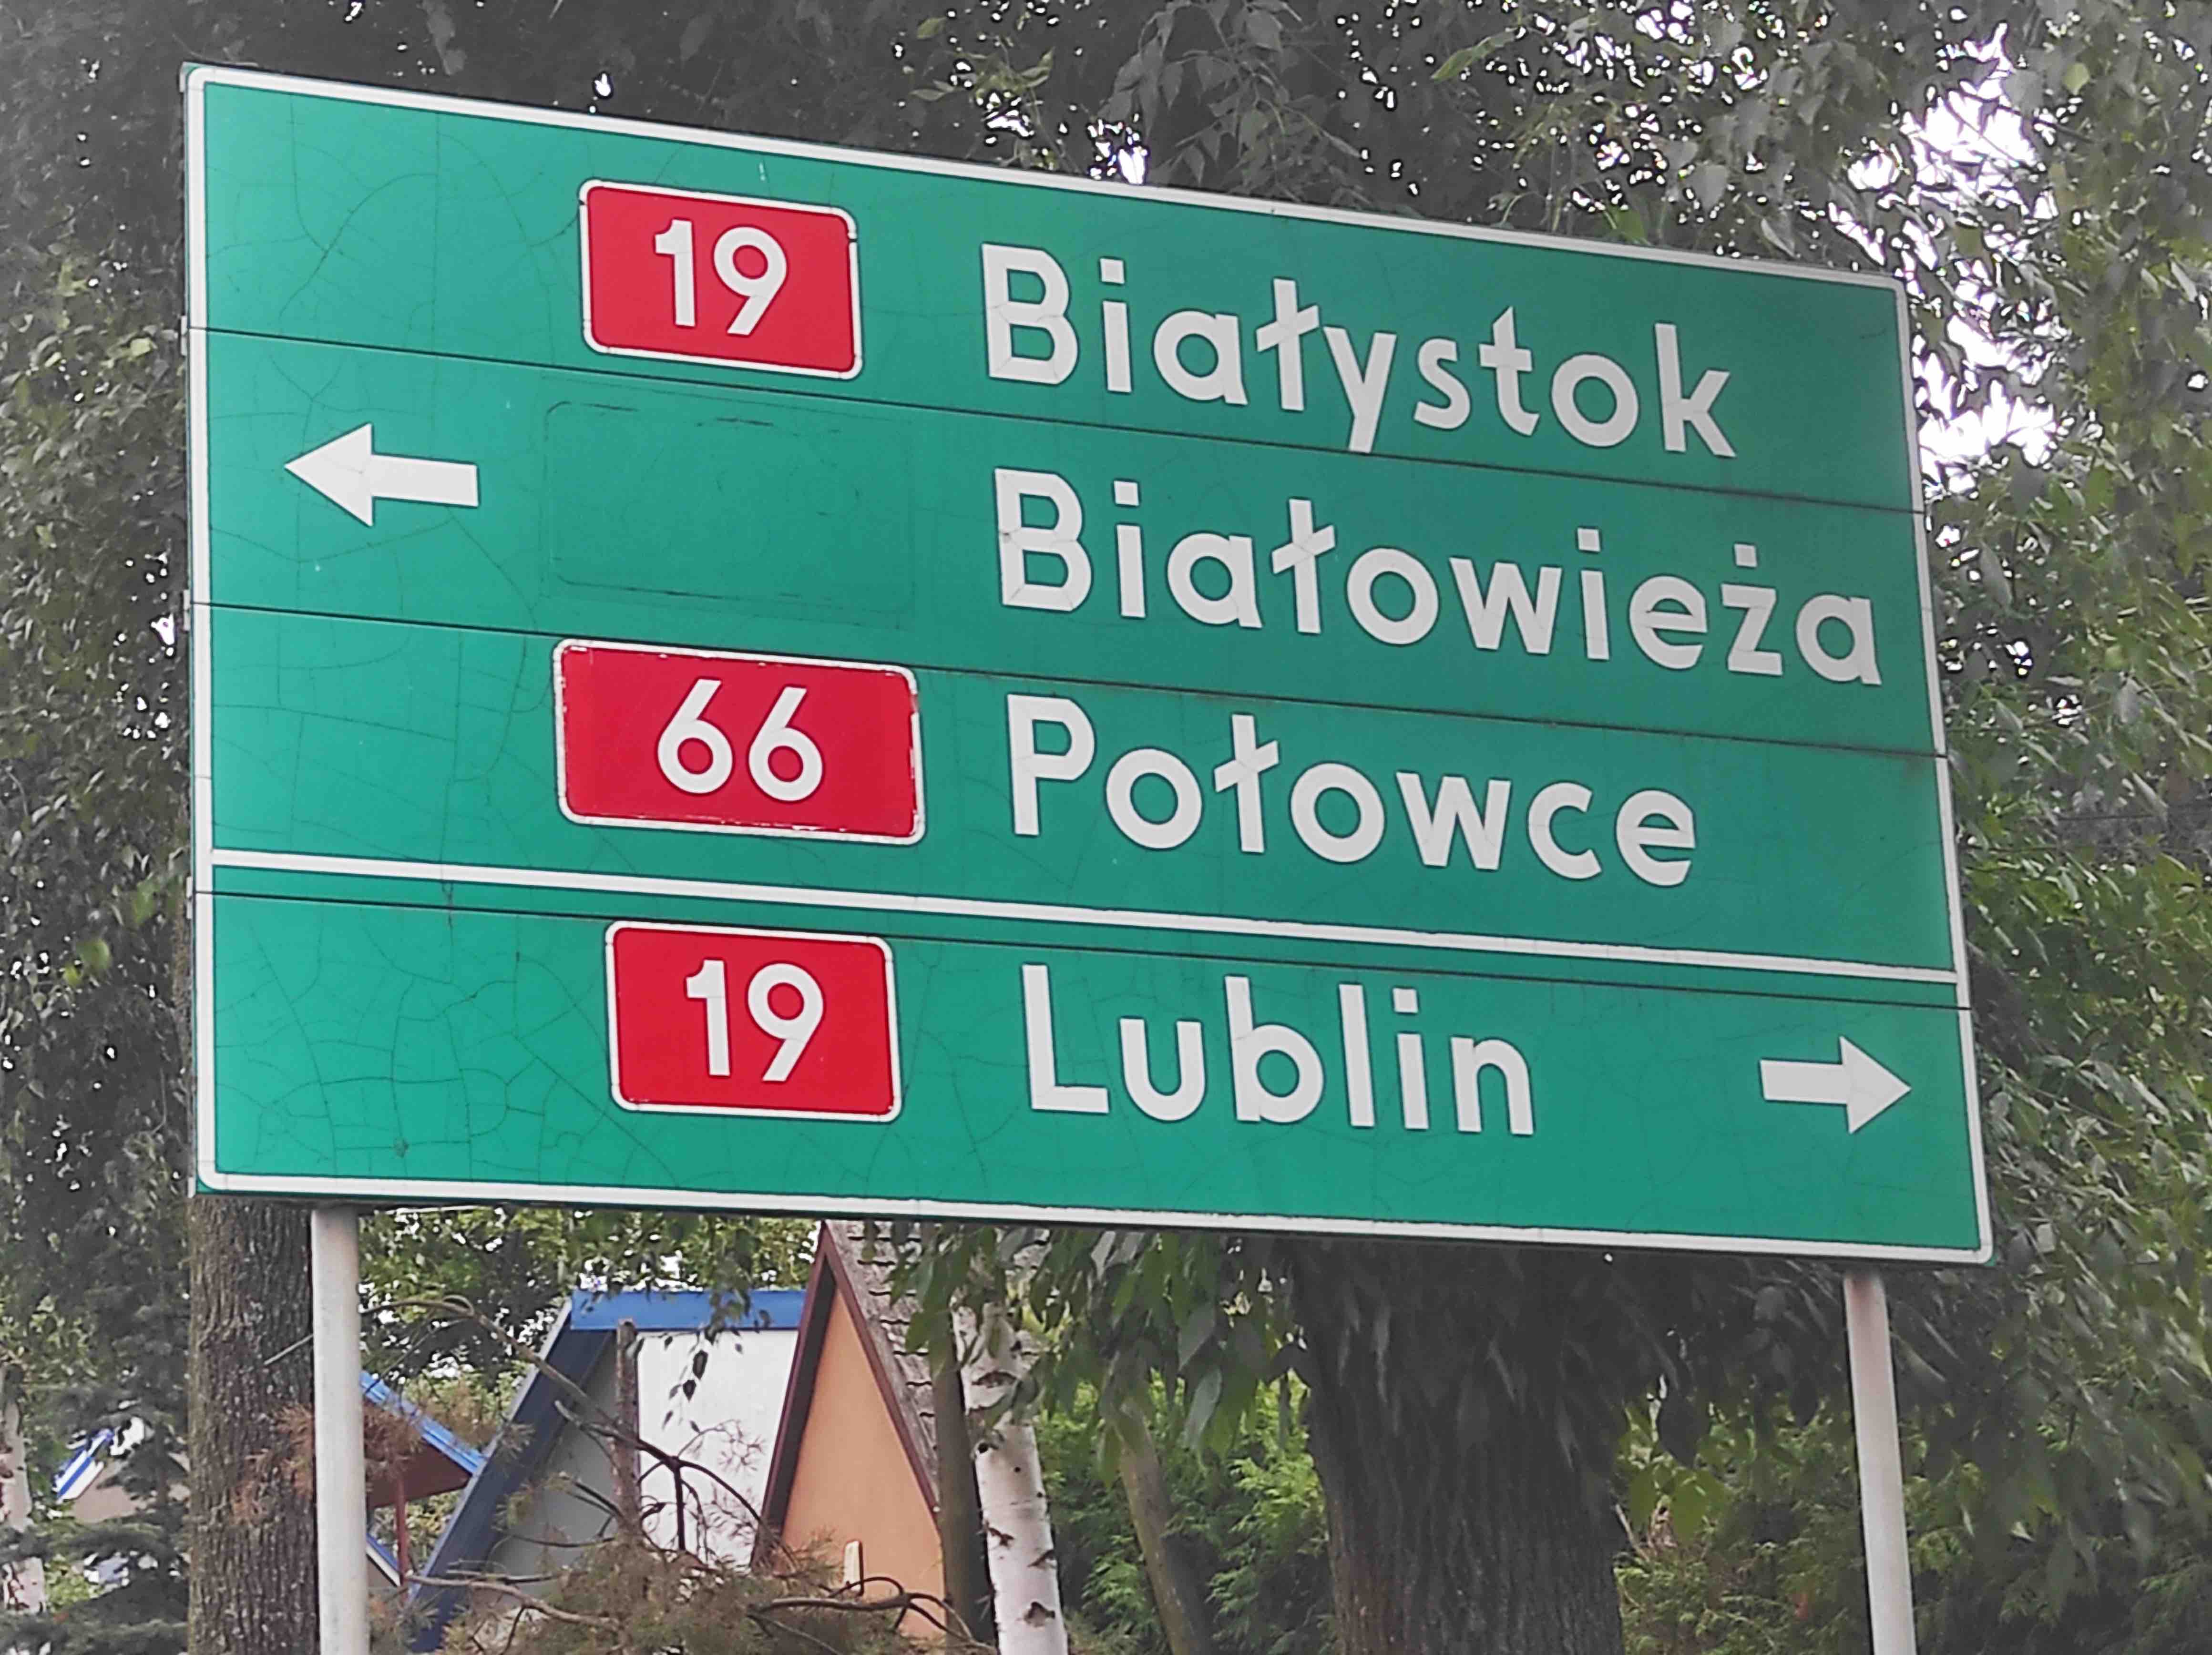 19 Białystok
Białowieża
66 Połowce
19 Lublin